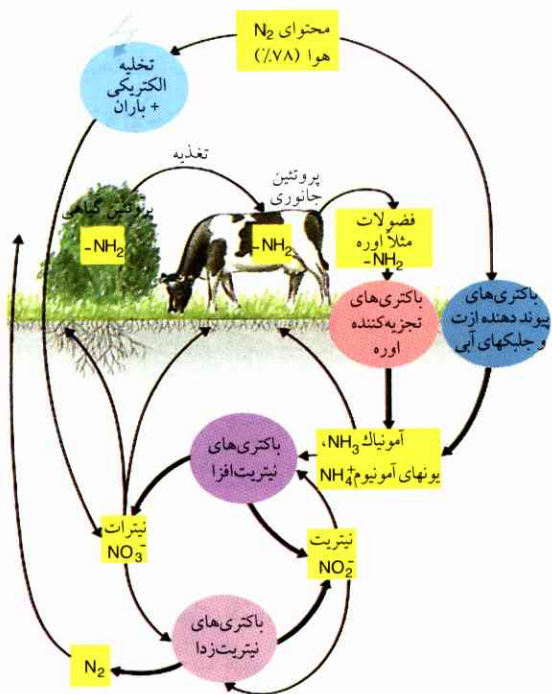 محتوای N₂
هوا (۷۸٪)
تخلیه
الکتریکی
+ باران
تغذیه
پروتئین
جانوری
پروتئین گیاهی
-NH₂
-NH₂
فضولات
مثلاً اوره
-NH₂
باکتری‌های
تجزیه‌کننده
اوره
باکتری‌های
پیوند دهنده ازت
و جلبکهای آبی
آمونیاك NH₃،
یونهای آمونیوم NH₄⁺
باکتری‌های
نیتریت‌افزا
نیترات
NO₃⁻
نیتریت
NO₂⁻
باکتری‌های
نیتریت‌زدا
N₂